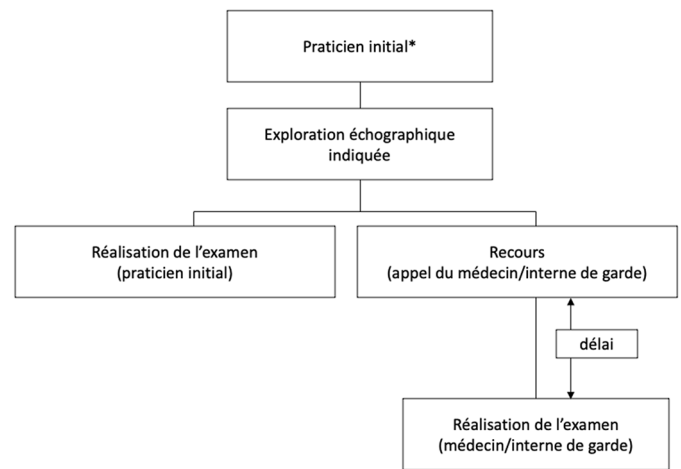 Praticien initial*
Exploration échographique
indiquée
Réalisation de l'examen
(praticien initial)
Recours
(appel du médecin/interne de garde)
délai
Réalisation de l'examen
(médecin/interne de garde)